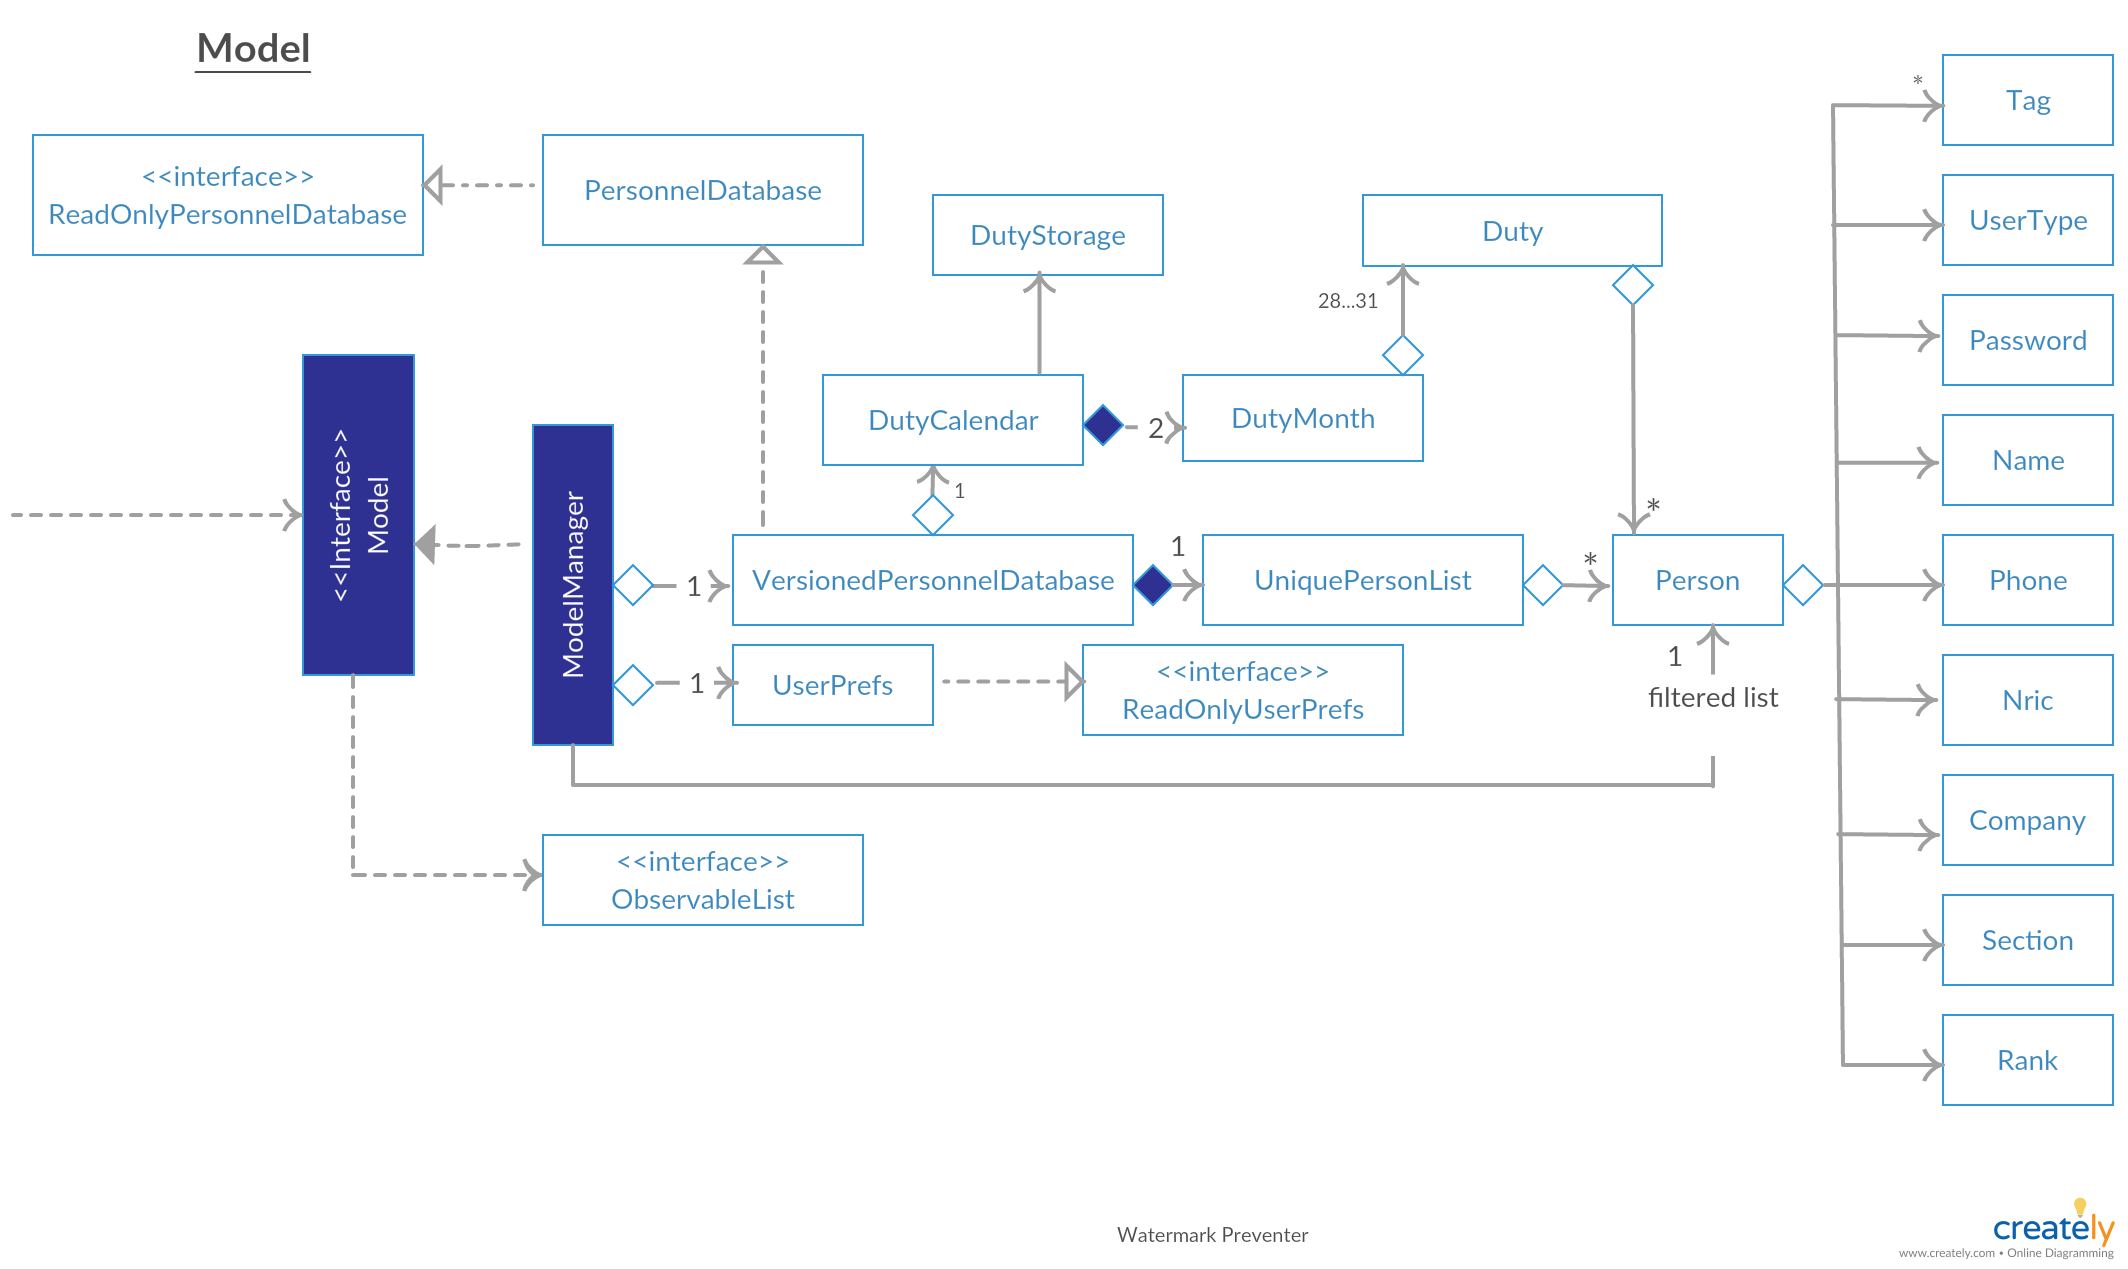 Model
<<interface>>
ReadOnlyPersonnelDatabase
PersonnelDatabase
DutyStorage
Duty
28...31
<<Interface>>
Model
ModelManager
DutyCalendar
2
DutyMonth
1
*
1
VersionedPersonnelDatabase
1
UniquePersonList
*
Person
1
UserPrefs
<<interface>>
ReadOnlyUserPrefs
1
filtered list
<<interface>>
ObservableList
*
Tag
UserType
Password
Name
Phone
Nric
Company
Section
Rank
Watermark Preventer
creately
www.creately.com • Online Diagramming